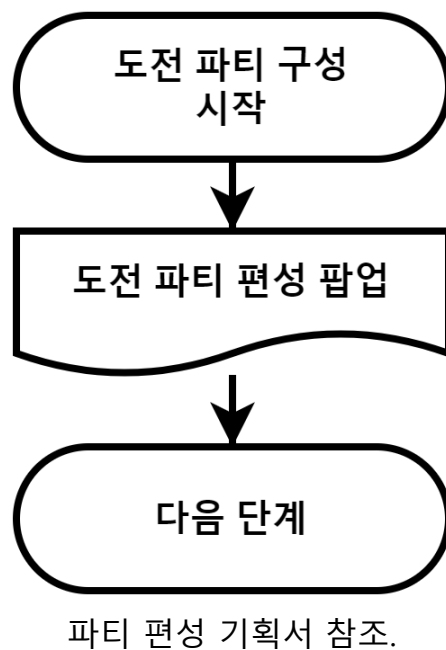 도전 파티 구성
시작
도전 파티 편성 팝업
다음 단계
파티 편성 기획서 참조.